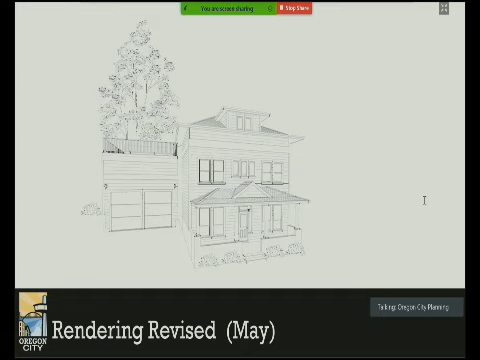 You are screen sharing
Stop Share
Talking: Oregon City Planning
OREGON
CITY
Rendering Revised (May)